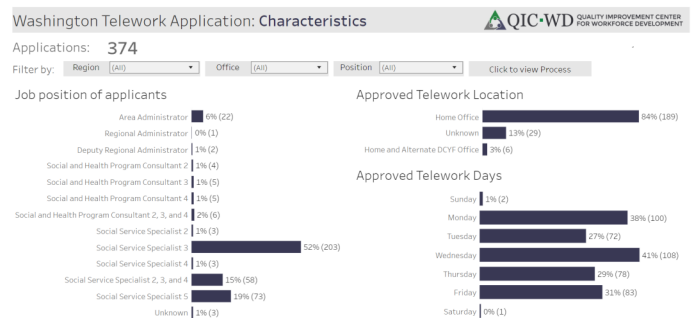 Washington Telework Application: Characteristics
QIC-WD QUALITY IMPROVEMENT CENTER
FOR WORKFORCE DEVELOPMENT
Applications: 374
Filter by: Region (All) Office (All) Position (All) Click to view Process
Job position of applicants
Area Administrator 6% (22)
Regional Administrator 0% (1)
Deputy Regional Administrator 1% (2)
Social and Health Program Consultant 2 1% (4)
Social and Health Program Consultant 3 1% (5)
Social and Health Program Consultant 4 1% (5)
Social and Health Program Consultant 2, 3, and 4 2% (6)
Social Service Specialist 2 1% (3)
Social Service Specialist 3 52% (203)
Social Service Specialist 4 1% (3)
Social Service Specialist 2, 3, and 4 15% (58)
Social Service Specialist 5 19% (73)
Unknown 1% (3)
Approved Telework Location
Home Office 84% (189)
Unknown 13% (29)
Home and Alternate DCYF Office 3% (6)
Approved Telework Days
Sunday 1% (2)
Monday 38% (100)
Tuesday 27% (72)
Wednesday 41% (108)
Thursday 29% (78)
Friday 31% (83)
Saturday 0% (1)